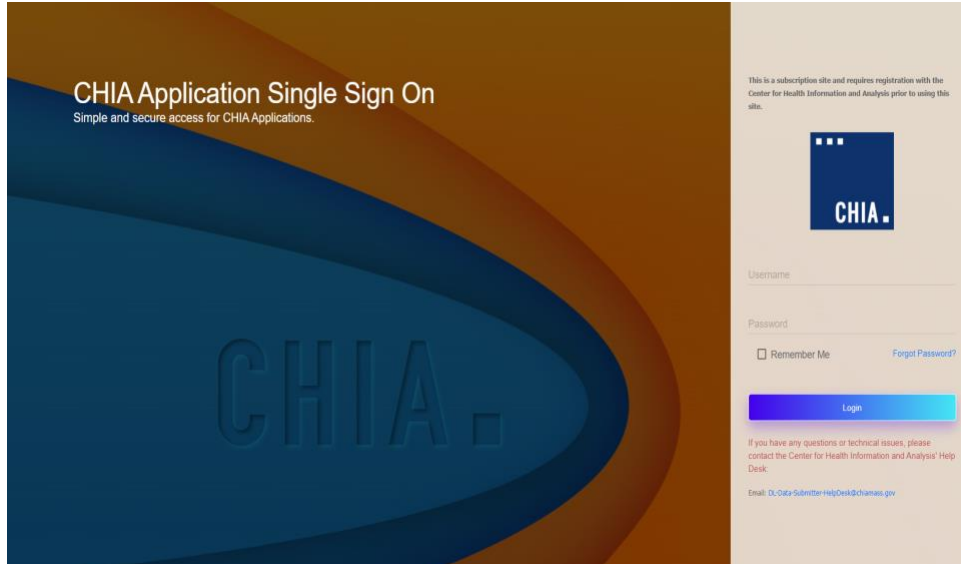 CHIA Application Single Sign On
Simple and secure access for CHIA Applications.
CHIA.
This is a subscription site and requires registration with the
Center for Health Information and Analysis prior to using this
site.
CHIA.
Username
Password
Remember Me
Forgot Password?
Login
If you have any questions or technical issues, please
contact the Center for Health Information and Analysis' Help
Desk:
Email: DL-Data-Submitter-HelpDesk@chiamass.gov